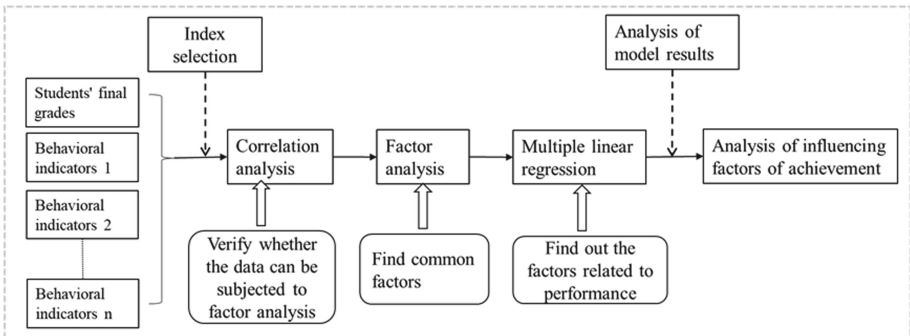 Index
selection
Analysis of
model results
Students' final
grades
Behavioral
indicators 1
Behavioral
indicators 2
Behavioral
indicators n
Correlation
analysis
Factor
analysis
Multiple linear
regression
Analysis of influencing
factors of achievement
Verify whether
the data can be
subjected to
factor analysis
Find common
factors
Find out the
factors related to
performance